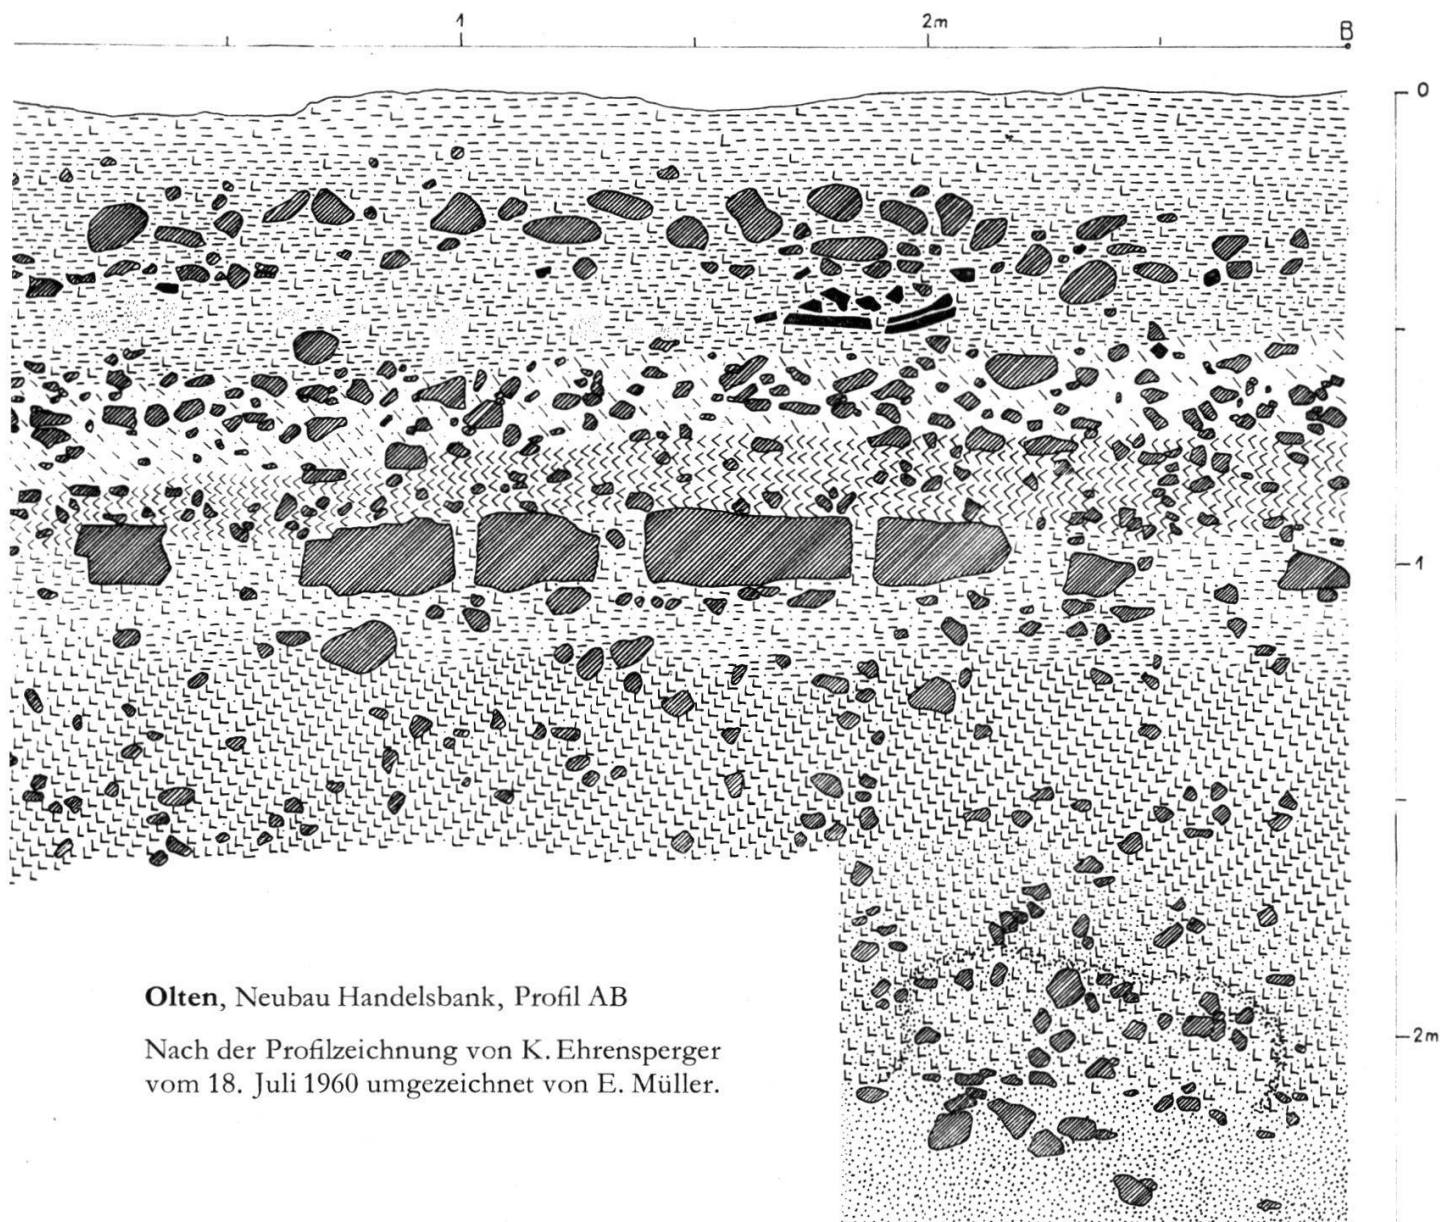 1
2m
B
0
1
2m
Olten, Neubau Handelsbank, Profil AB
Nach der Profilzeichnung von K. Ehrensperger
vom 18. Juli 1960 umgezeichnet von E. Müller.